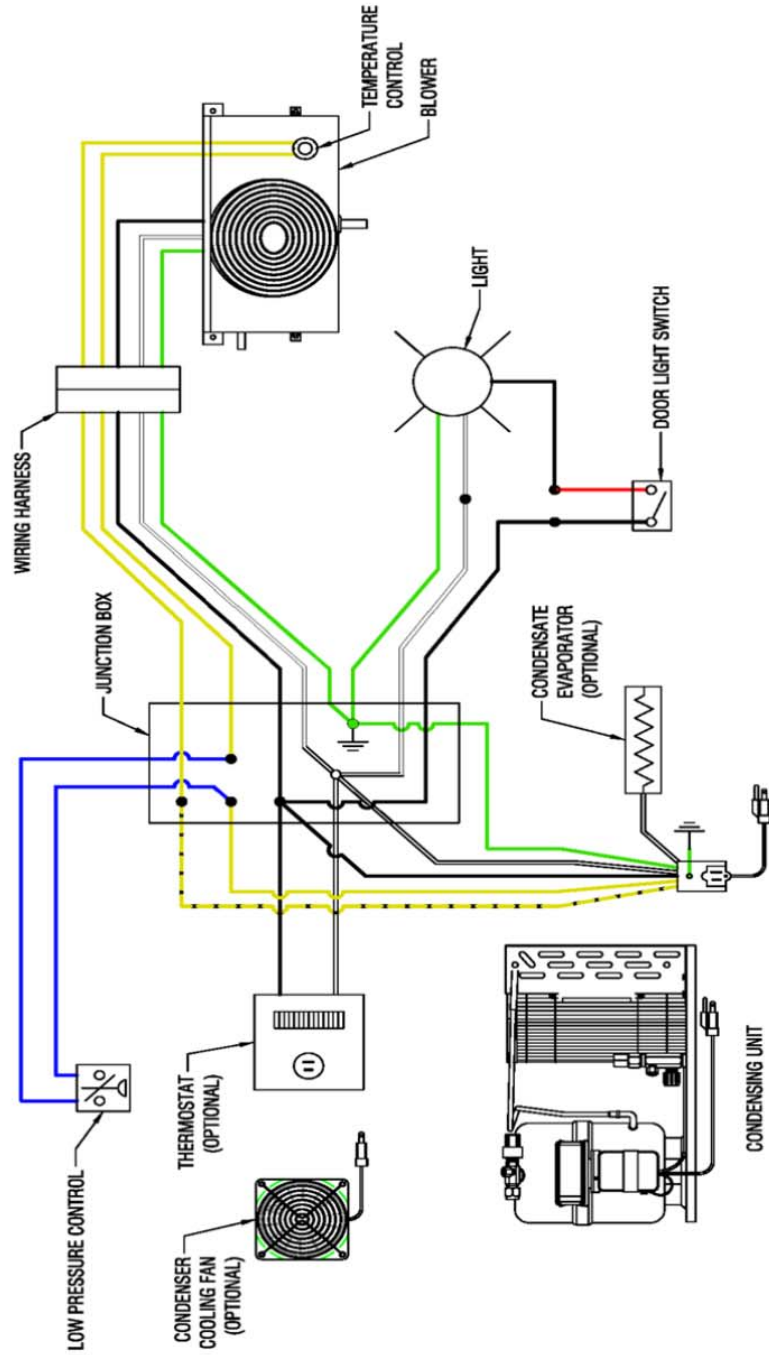 LOW PRESSURE CONTROL
CONDENSER
COOLING FAN
(OPTIONAL)
THERMOSTAT
(OPTIONAL)
CONDENSING UNIT
JUNCTION BOX
CONDENSATE
EVAPORATOR
(OPTIONAL)
WIRING HARNESS
LIGHT
DOOR LIGHT SWITCH
TEMPERATURE
CONTROL
BLOWER